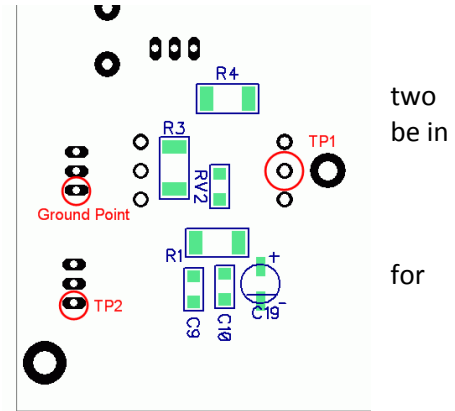 R4
two
R3
TP1
be in
RV2
Ground Point
R1
+
for
TP2
-
C19
C9
C10